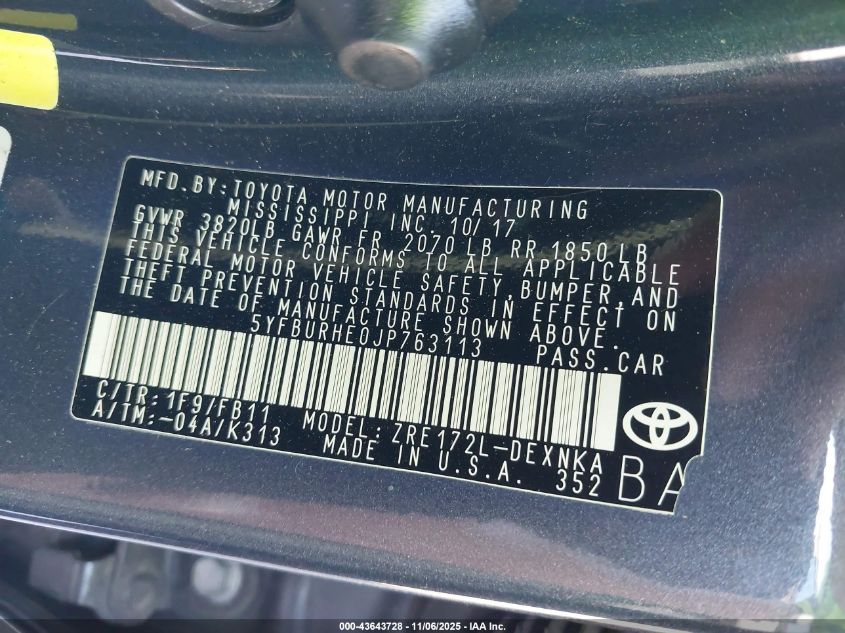 MFD.BY:TOYOTA MOTOR MANUFACTURING
MISSISSIPPI INC. 10/17
GVWR 3820LB GAWR FR 2070 LB RR 1850LB
THIS VEHICLE CONFORMS TO ALL APPLICABLE
FEDERAL MOTOR VEHICLE SAFETY,BUMPER,AND
THEFT PREVENTION STANDARDS IN EFFECT ON
THE DATE OF MANUFACTURE SHOWN ABOVE.
5YFBURHE0JP763113 PASS.CAR
C/TR:1F9/FB11
A/TM:-04A/K313
MODEL:ZRE172L-DEXNKA
MADE IN U.S.A. 352
BA
000-43643728 - 11/06/2025 - IAA Inc.